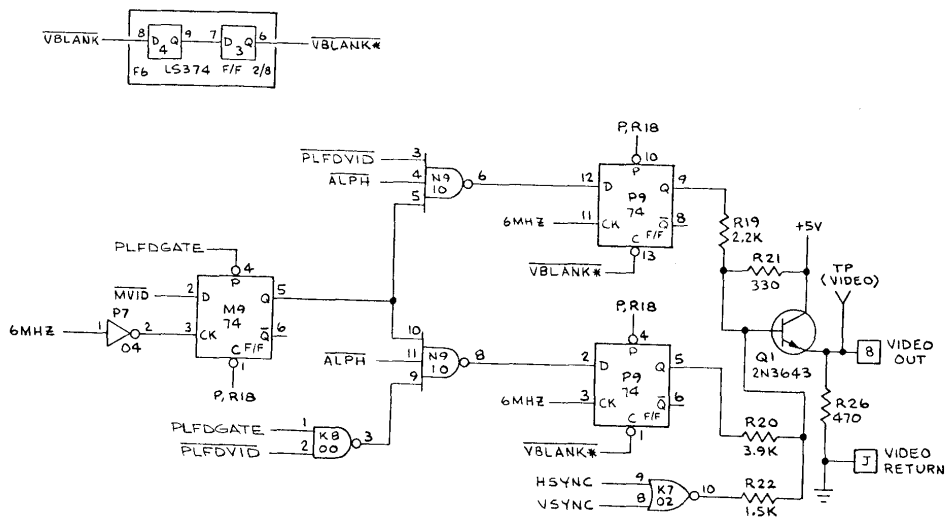 VBLANK 8 D 4 Q 9 7 D 3 Q 6 VBLANK*
F6 LS374 F/F 2/8
P,R18
10
PLFDVID 3
ALPH 4 N9 10 6
5
12 D P Q 9
P9
74
6MHZ 11 CK Q 8
C F/F
13
VBLANK*
R19
2.2K
+5V
R21
330
TP
(VIDEO)
Q1
2N3643
8 VIDEO
OUT
R26
470
J VIDEO
RETURN
PLFDGATE
4
P
MVID 2 D M9 Q 5
74
6MHZ 1 P7 2 3 CK Q 6
04
C F/F
1
P,R18
10
ALPH 11 N9 10 8
9
PLFDGATE 1
K8 3
PLFDVID 2 00
P,R18
4
P
2 D P9 Q 5
74
6MHZ 3 CK Q 6
C F/F
1
VBLANK*
R20
3.9K
HSYNC 9
K7 10
VSYNC 8 02
R22
1.5K